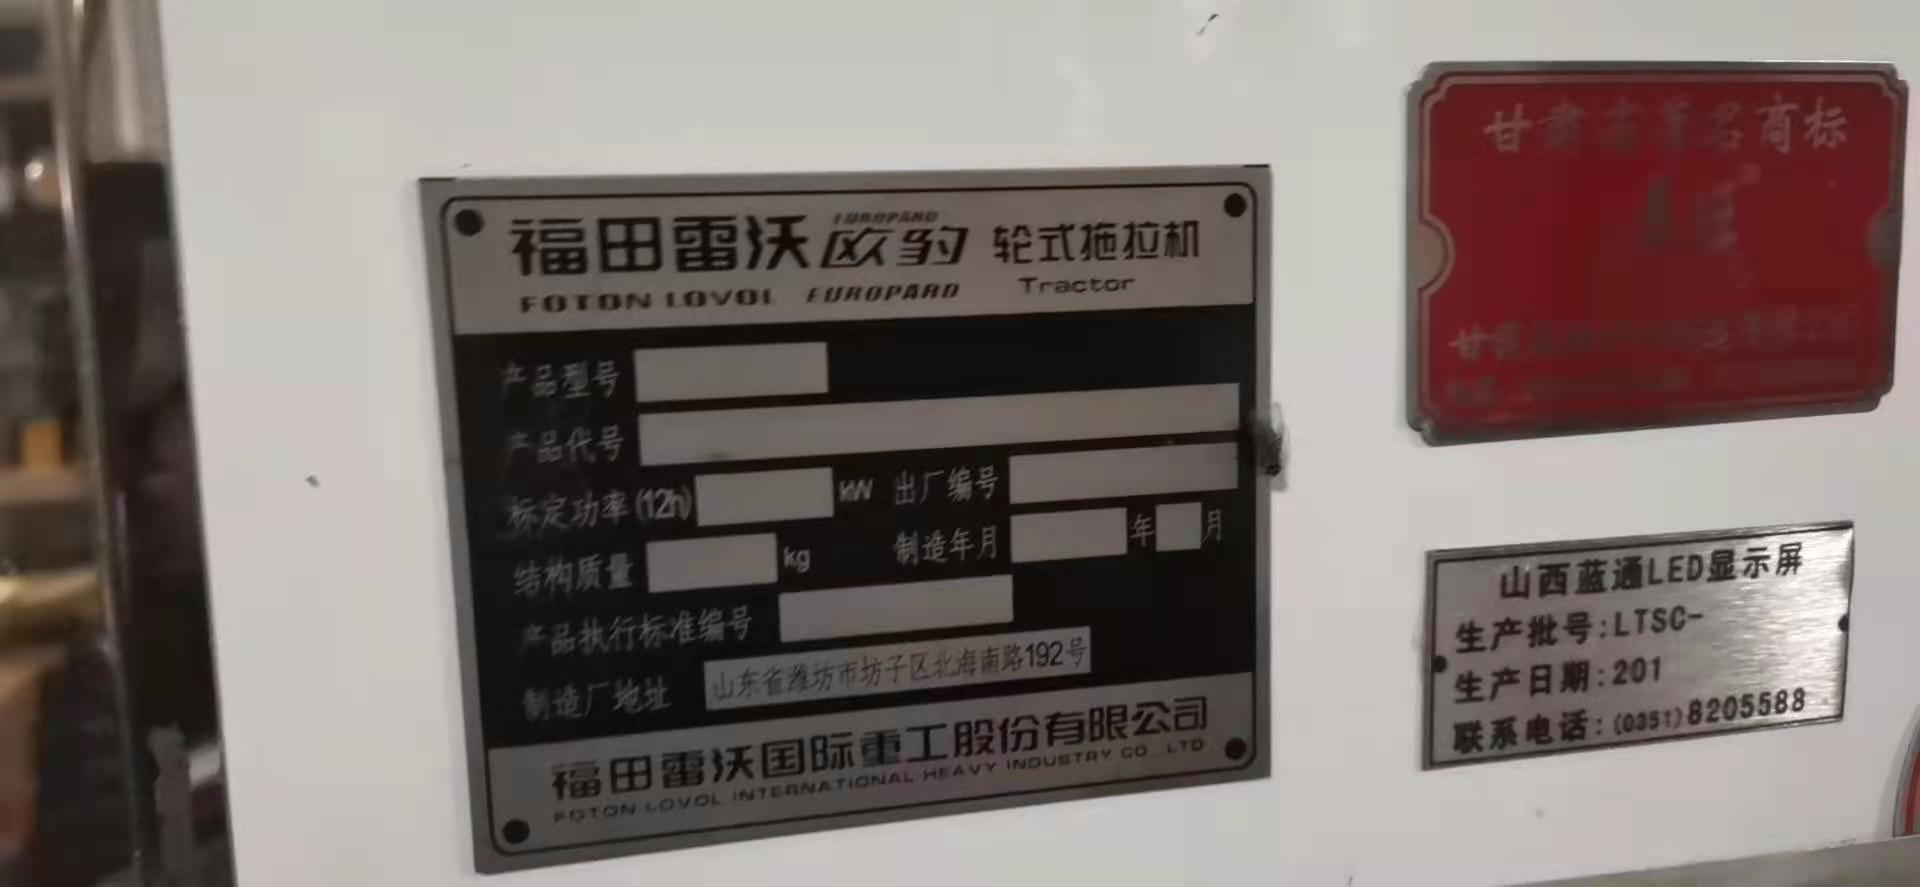 福田雷沃 EUROPARD 欧豹 轮式拖拉机
FOTON LOVOL EUROPARD Tractor
产品型号
产品代号
标定功率(12h) kW 出厂编号
结构质量 kg 制造年月 年 月
产品执行标准编号
制造厂地址 山东省潍坊市坊子区北海南路192号
福田雷沃国际重工股份有限公司
FOTON LOVOL INTERNATIONAL HEAVY INDUSTRY CO.,LTD
甘肃省著名商标
甘肃
山西蓝通LED显示屏
生产批号:LTSC-
生产日期:201
联系电话:(0351)8205588